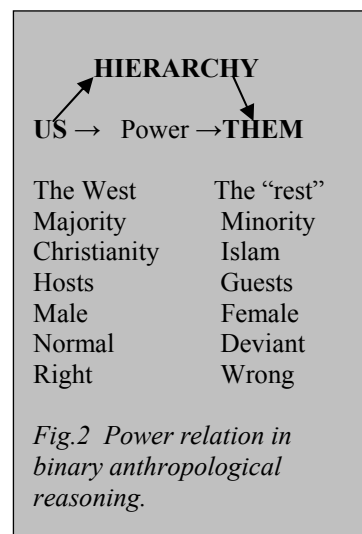 HIERARCHY
US → Power →THEM
The West The “rest”
Majority Minority
Christianity Islam
Hosts Guests
Male Female
Normal Deviant
Right Wrong
Fig.2 Power relation in
binary anthropological
reasoning.